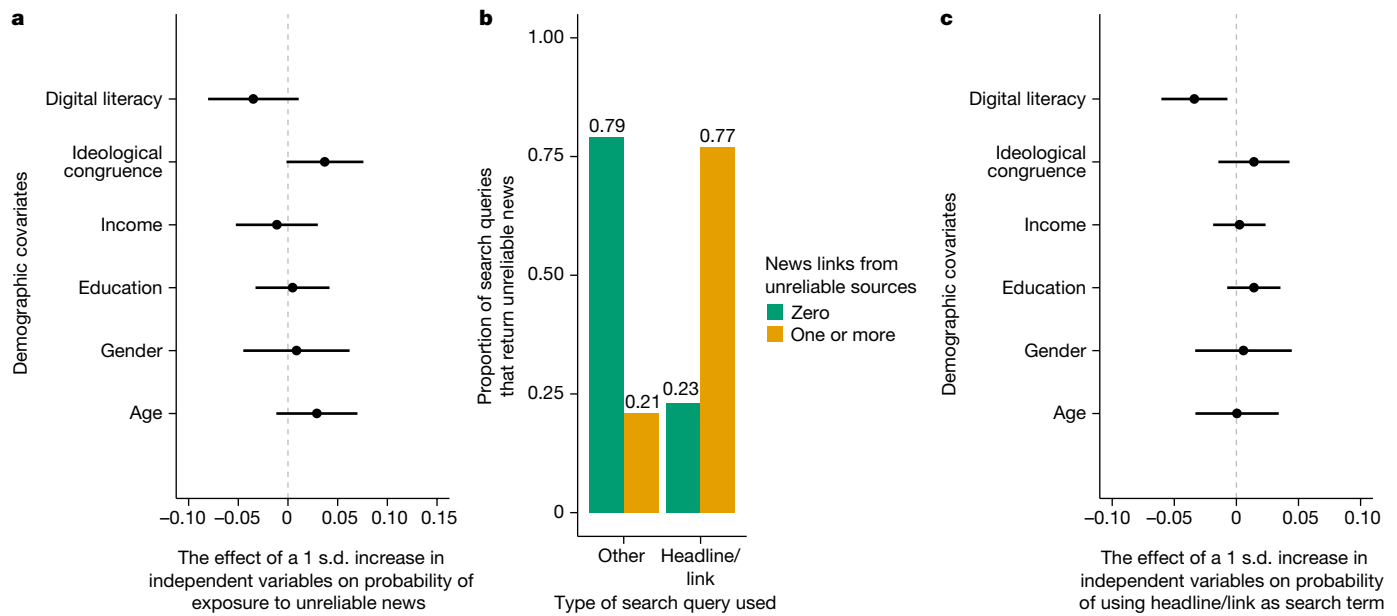 a
Demographic covariates
Digital literacy
Ideological
congruence
Income
Education
Gender
Age
−0.10
−0.05
0
0.05
0.10
0.15
The effect of a 1 s.d. increase in
independent variables on probability of
exposure to unreliable news
b
Proportion of search queries
that return unreliable news
1.00
0.75
0.50
0.25
0
0.79
0.21
0.23
0.77
Other
Headline/
link
Type of search query used
News links from
unreliable sources
Zero
One or more
c
Demographic covariates
Digital literacy
Ideological
congruence
Income
Education
Gender
Age
−0.10
−0.05
0
0.05
0.10
The effect of a 1 s.d. increase in
independent variables on probability
of using headline/link as search term